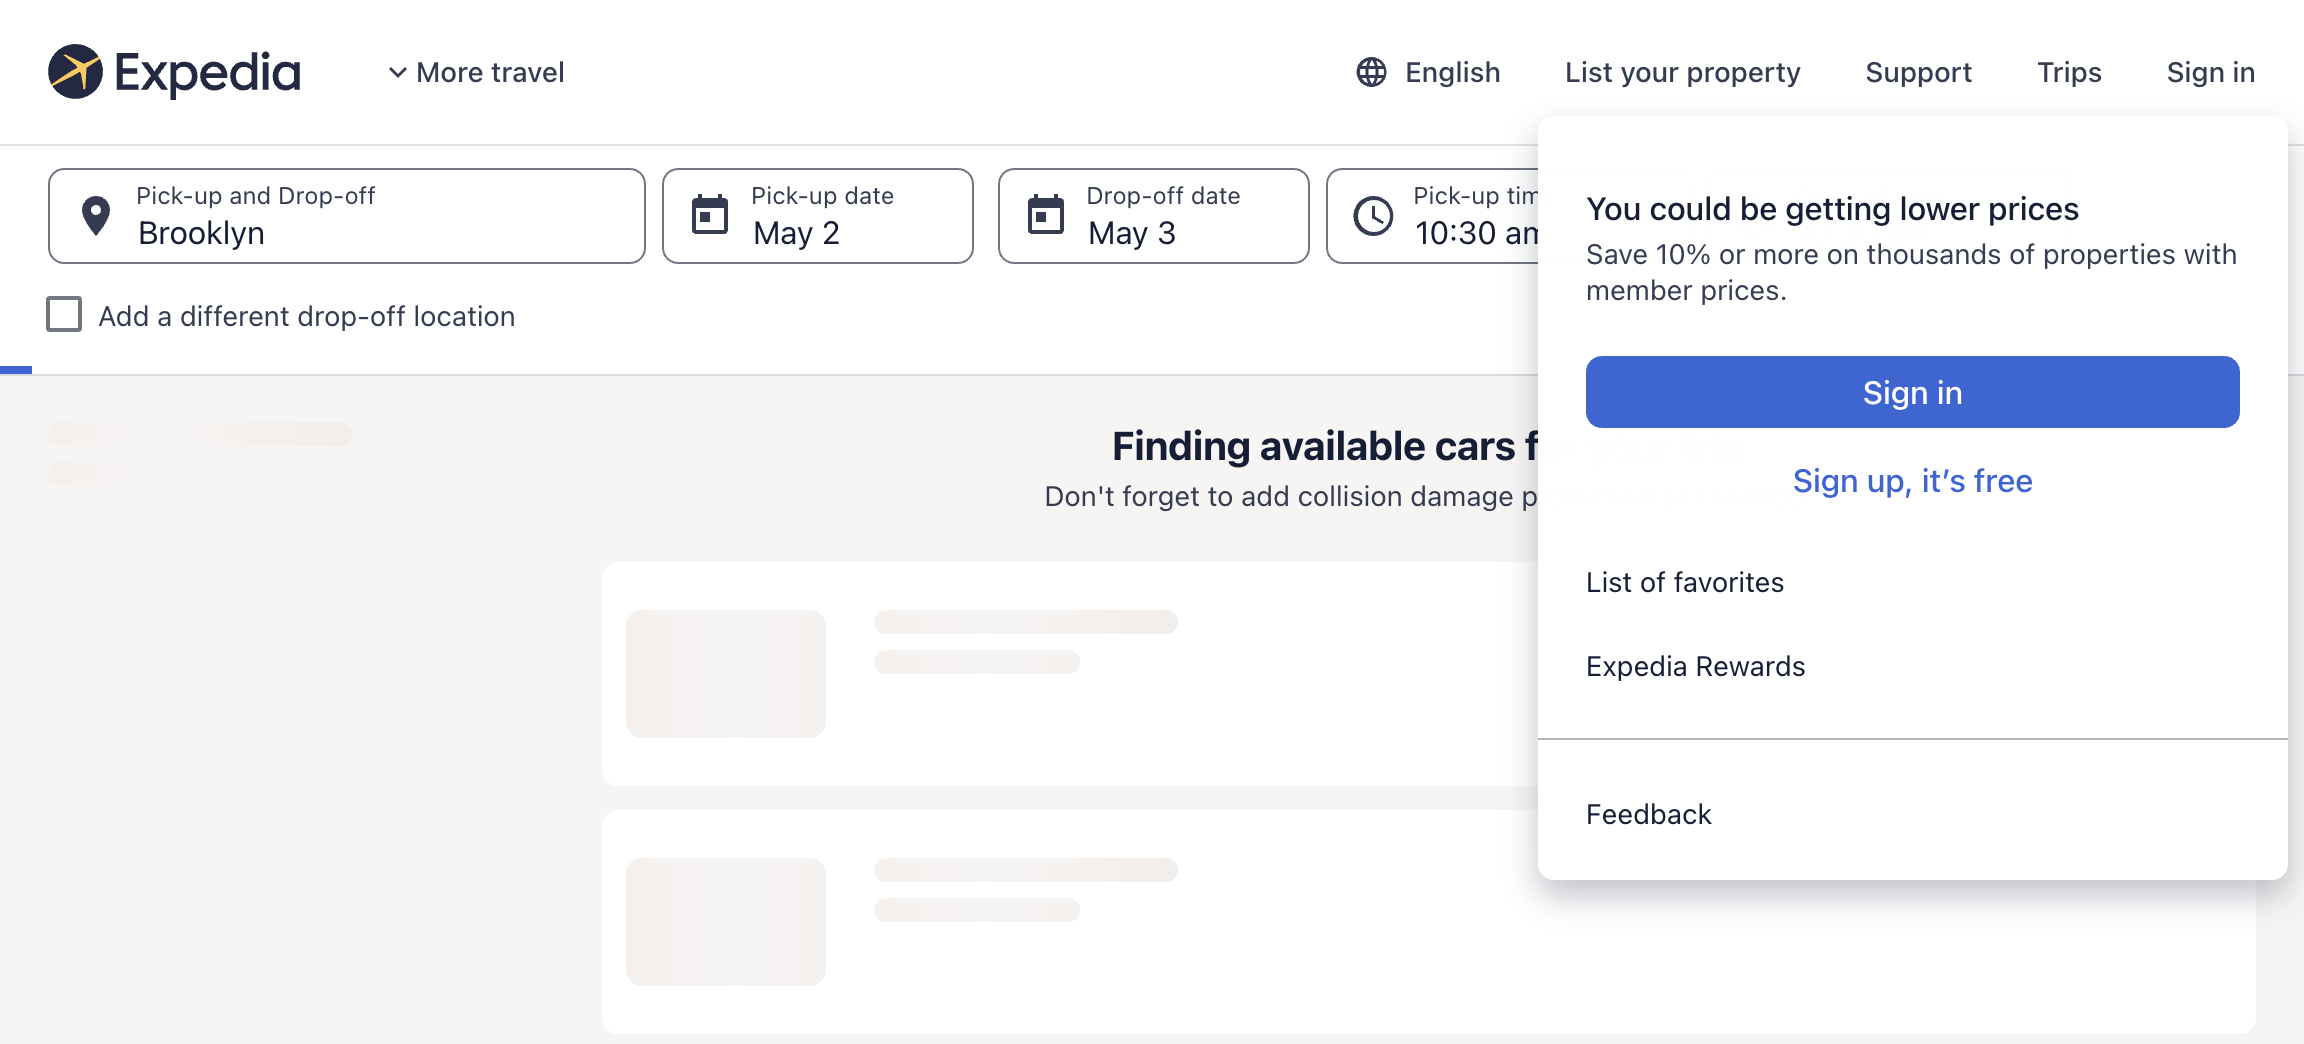 Expedia
More travel
English
List your property
Support
Trips
Sign in
Pick-up and Drop-off
Brooklyn
Pick-up date
May 2
Drop-off date
May 3
Pick-up tim
10:30 am
Add a different drop-off location
Finding available cars f
Don't forget to add collision damage p
You could be getting lower prices
Save 10% or more on thousands of properties with
member prices.
Sign in
Sign up, it’s free
List of favorites
Expedia Rewards
Feedback